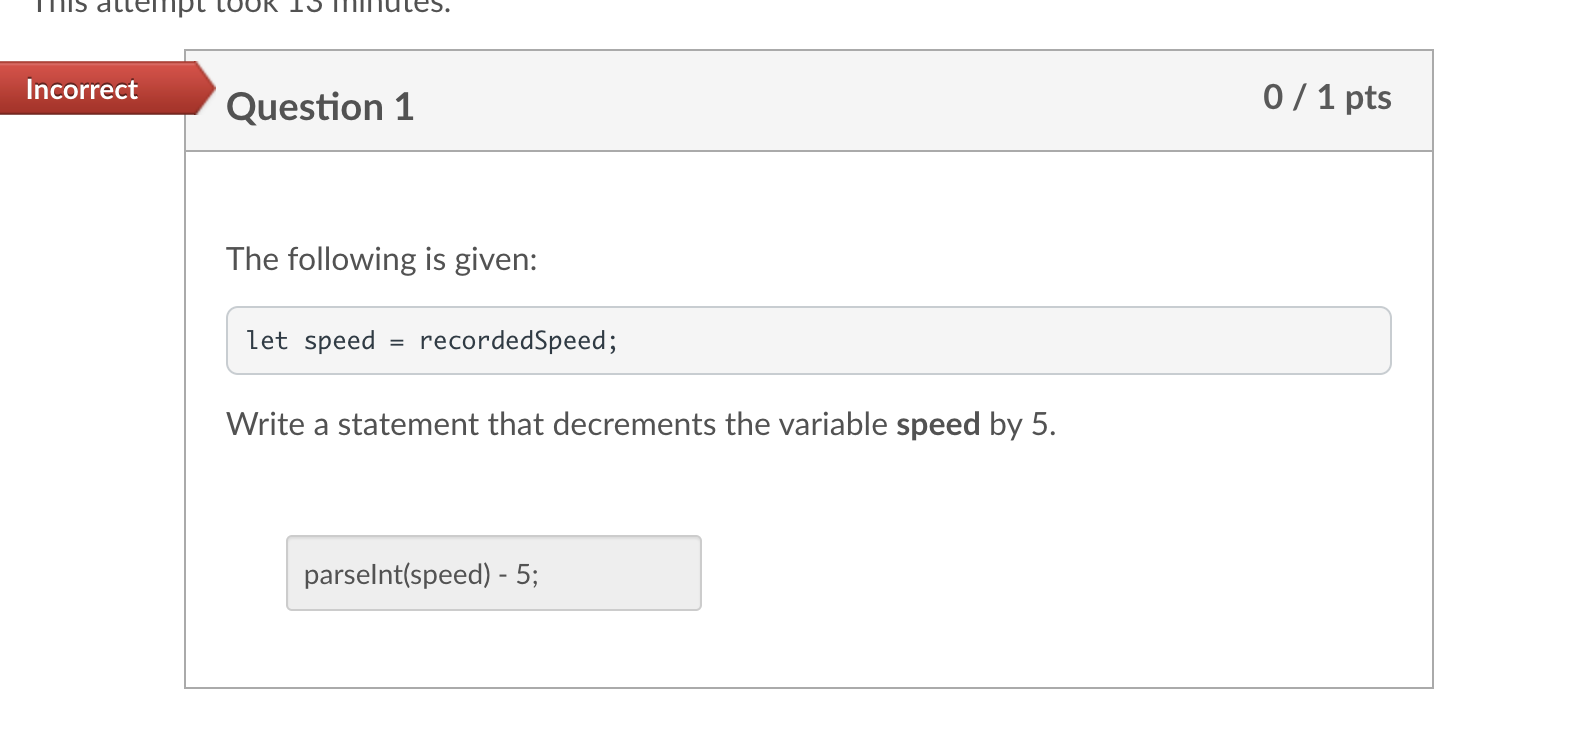 This attempt took 13 minutes.
Incorrect
Question 1
0 / 1 pts
The following is given:
let speed = recordedSpeed;
Write a statement that decrements the variable speed by 5.
parseInt(speed) - 5;